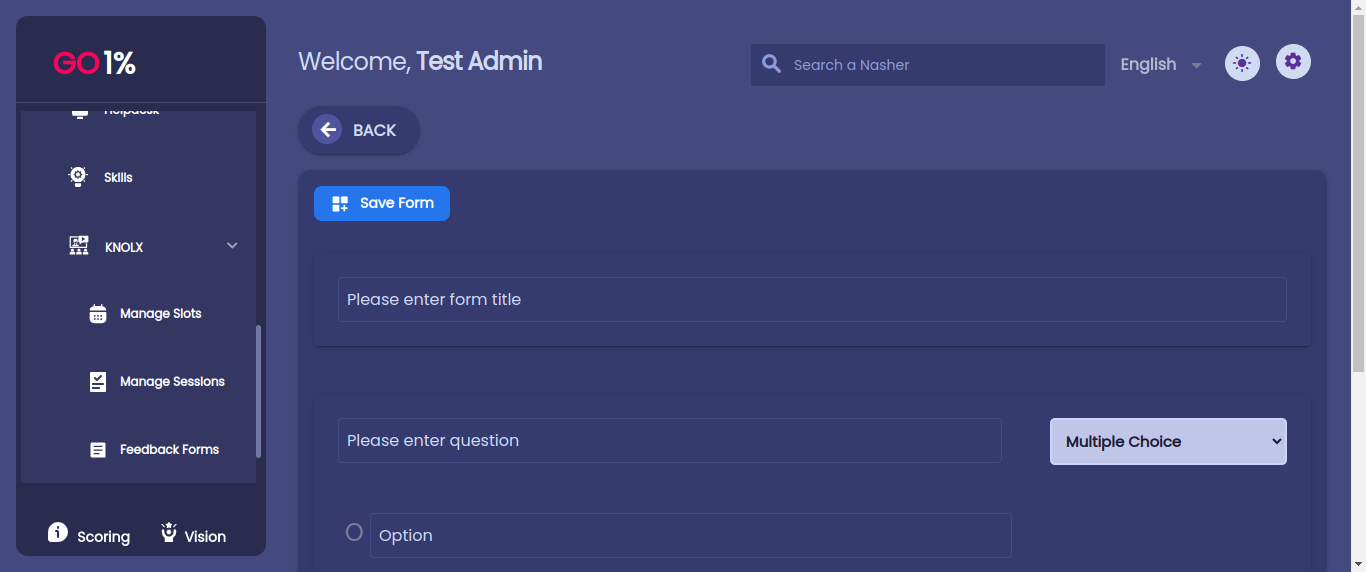 GO1%
Helpdesk
Skills
KNOLX
Manage Slots
Manage Sessions
Feedback Forms
Scoring
Vision
Welcome, Test Admin
Search a Nasher
English
BACK
Save Form
Please enter form title
Please enter question
Multiple Choice
Option